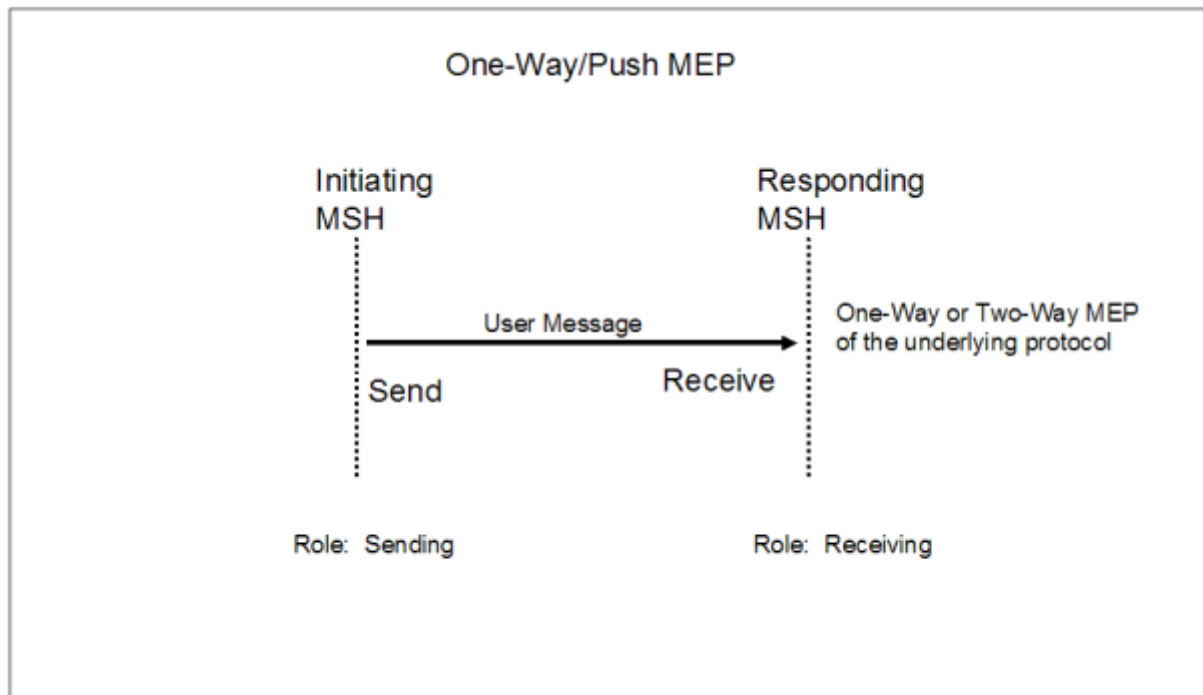 One-Way/Push MEP
Initiating
MSH
Responding
MSH
User Message
One-Way or Two-Way MEP
of the underlying protocol
Send
Receive
Role: Sending
Role: Receiving